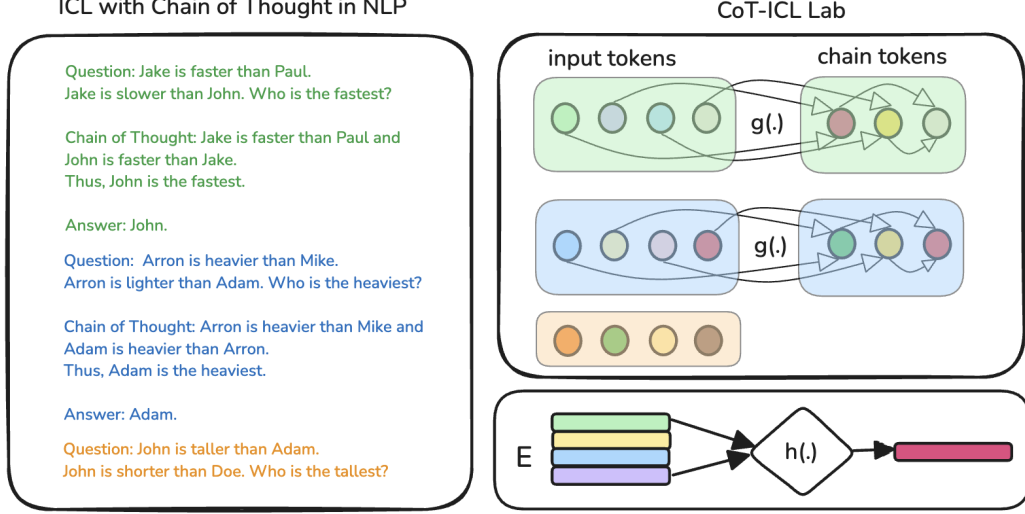 ICL with Chain of Thought in NLP
Question: Jake is faster than Paul.
Jake is slower than John. Who is the fastest?
Chain of Thought: Jake is faster than Paul and
John is faster than Jake.
Thus, John is the fastest.
Answer: John.
Question:  Arron is heavier than Mike.
Arron is lighter than Adam. Who is the heaviest?
Chain of Thought: Arron is heavier than Mike and
Adam is heavier than Arron.
Thus, Adam is the heaviest.
Answer: Adam.
Question: John is taller than Adam.
John is shorter than Doe. Who is the tallest?
CoT-ICL Lab
input tokens
chain tokens
g(.)
g(.)
E
h(.)